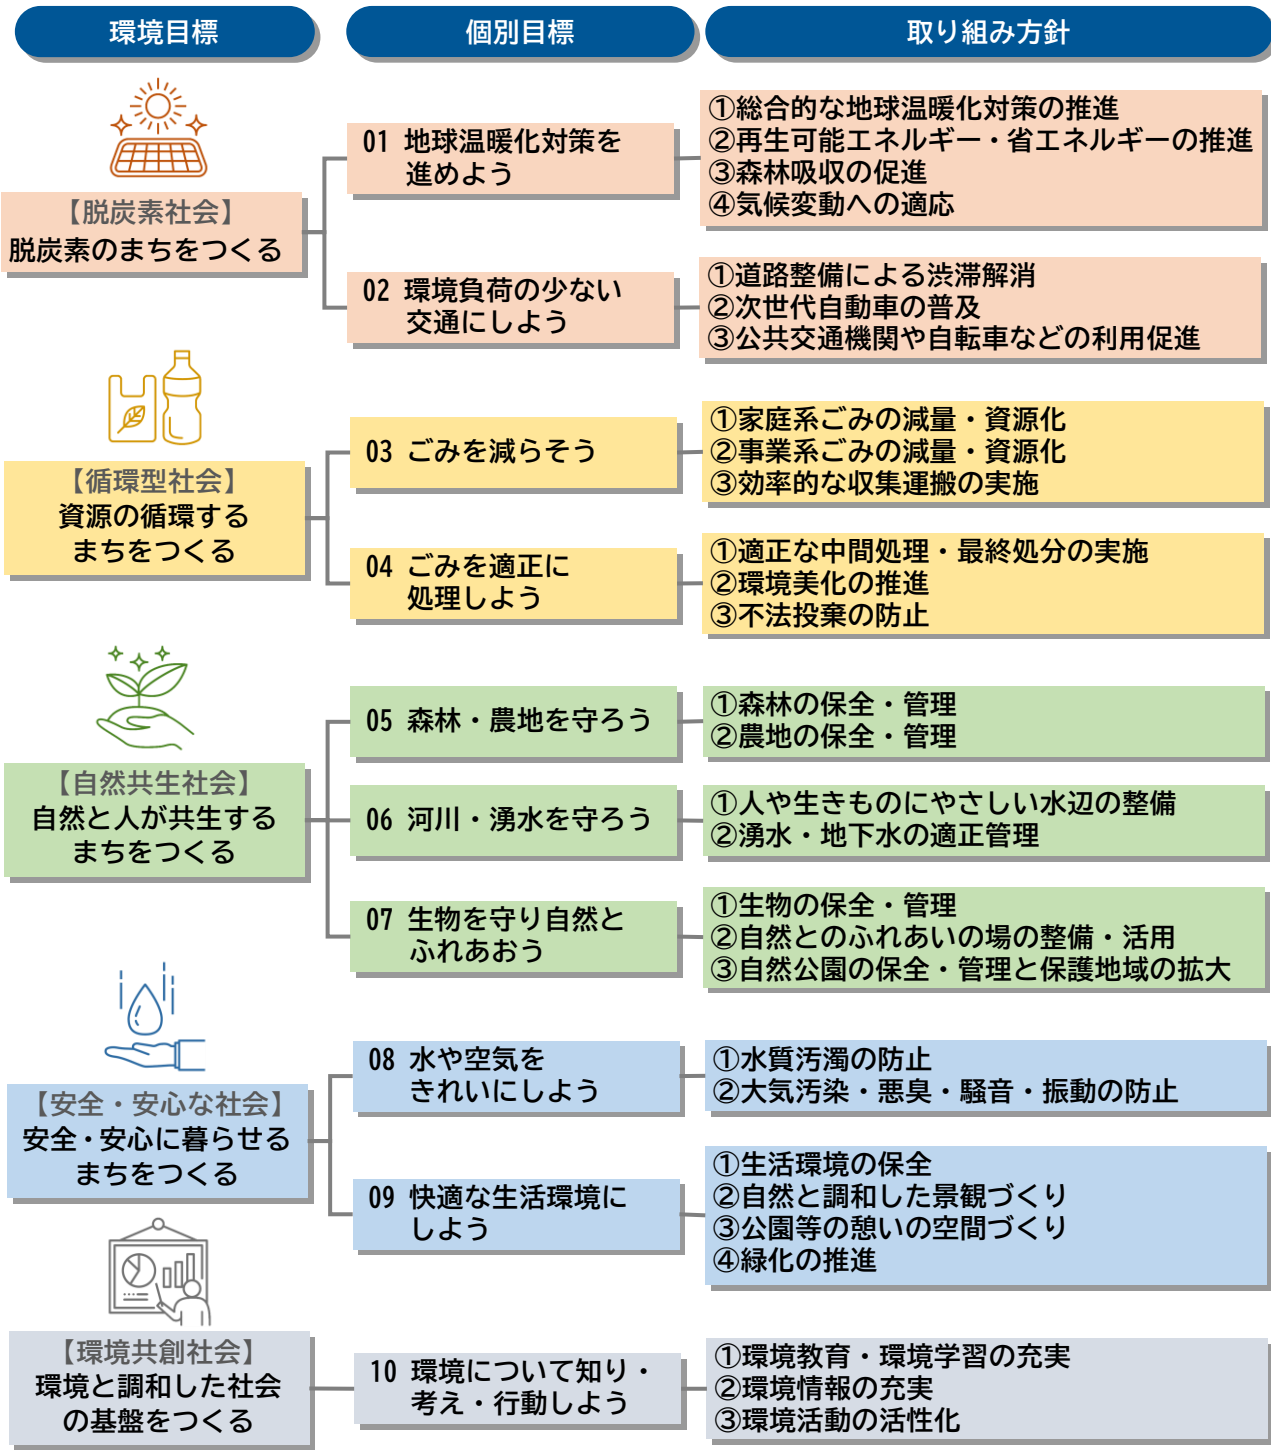 環境目標
個別目標
取り組み方針
【脱炭素社会】
脱炭素のまちをつくる
01 地球温暖化対策を
進めよう
①総合的な地球温暖化対策の推進
②再生可能エネルギー・省エネルギーの推進
③森林吸収の促進
④気候変動への適応
02 環境負荷の少ない
交通にしよう
①道路整備による渋滞解消
②次世代自動車の普及
③公共交通機関や自転車などの利用促進
【循環型社会】
資源の循環する
まちをつくる
03 ごみを減らそう
①家庭系ごみの減量・資源化
②事業系ごみの減量・資源化
③効率的な収集運搬の実施
04 ごみを適正に
処理しよう
①適正な中間処理・最終処分の実施
②環境美化の推進
③不法投棄の防止
【自然共生社会】
自然と人が共生する
まちをつくる
05 森林・農地を守ろう
①森林の保全・管理
②農地の保全・管理
06 河川・湧水を守ろう
①人や生きものにやさしい水辺の整備
②湧水・地下水の適正管理
07 生物を守り自然と
ふれあおう
①生物の保全・管理
②自然とのふれあいの場の整備・活用
③自然公園の保全・管理と保護地域の拡大
【安全・安心な社会】
安全・安心に暮らせる
まちをつくる
08 水や空気を
きれいにしよう
①水質汚濁の防止
②大気汚染・悪臭・騒音・振動の防止
09 快適な生活環境に
しよう
①生活環境の保全
②自然と調和した景観づくり
③公園等の憩いの空間づくり
④緑化の推進
【環境共創社会】
環境と調和した社会
の基盤をつくる
10 環境について知り・
考え・行動しよう
①環境教育・環境学習の充実
②環境情報の充実
③環境活動の活性化